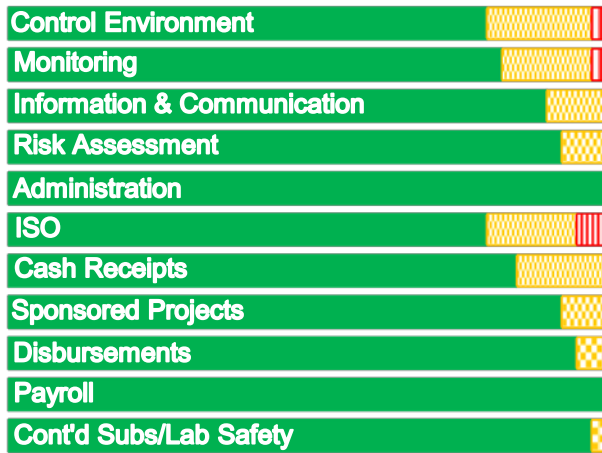 Control Environment
Monitoring
Information & Communication
Risk Assessment
Administration
ISO
Cash Receipts
Sponsored Projects
Disbursements
Payroll
Cont'd Subs/Lab Safety